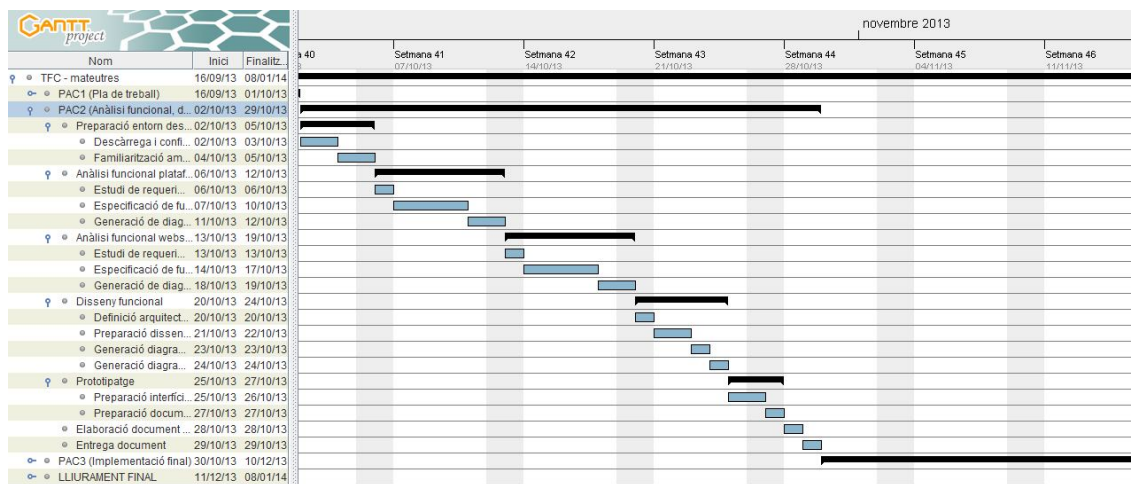 GANTT
project
novembre 2013
a 40 Setmana 41 Setmana 42 Setmana 43 Setmana 44 Setmana 45 Setmana 46
07/10/13 14/10/13 21/10/13 28/10/13 04/11/13 11/11/13
Nom Inici Finalitz...
TFC - mateutres 16/09/13 08/01/14
PAC1 (Pla de treball) 16/09/13 01/10/13
PAC2 (Anàlisi funcional, d... 02/10/13 29/10/13
Preparació entorn des... 02/10/13 05/10/13
Descàrrega i confi... 02/10/13 03/10/13
Familiarització am... 04/10/13 05/10/13
Anàlisi funcional plataf... 06/10/13 12/10/13
Estudi de requeri... 06/10/13 06/10/13
Especificació de fu... 07/10/13 10/10/13
Generació de diag... 11/10/13 12/10/13
Anàlisi funcional webs... 13/10/13 19/10/13
Estudi de requeri... 13/10/13 13/10/13
Especificació de fu... 14/10/13 17/10/13
Generació de diag... 18/10/13 19/10/13
Disseny funcional 20/10/13 24/10/13
Definició arquitect... 20/10/13 20/10/13
Preparació dissen... 21/10/13 22/10/13
Generació diagra... 23/10/13 23/10/13
Generació diagra... 24/10/13 24/10/13
Prototipatge 25/10/13 27/10/13
Preparació interfíci... 25/10/13 26/10/13
Preparació docum... 27/10/13 27/10/13
Elaboració document ... 28/10/13 28/10/13
Entrega document 29/10/13 29/10/13
PAC3 (Implementació final) 30/10/13 10/12/13
LLIURAMENT FINAL 11/12/13 08/01/14